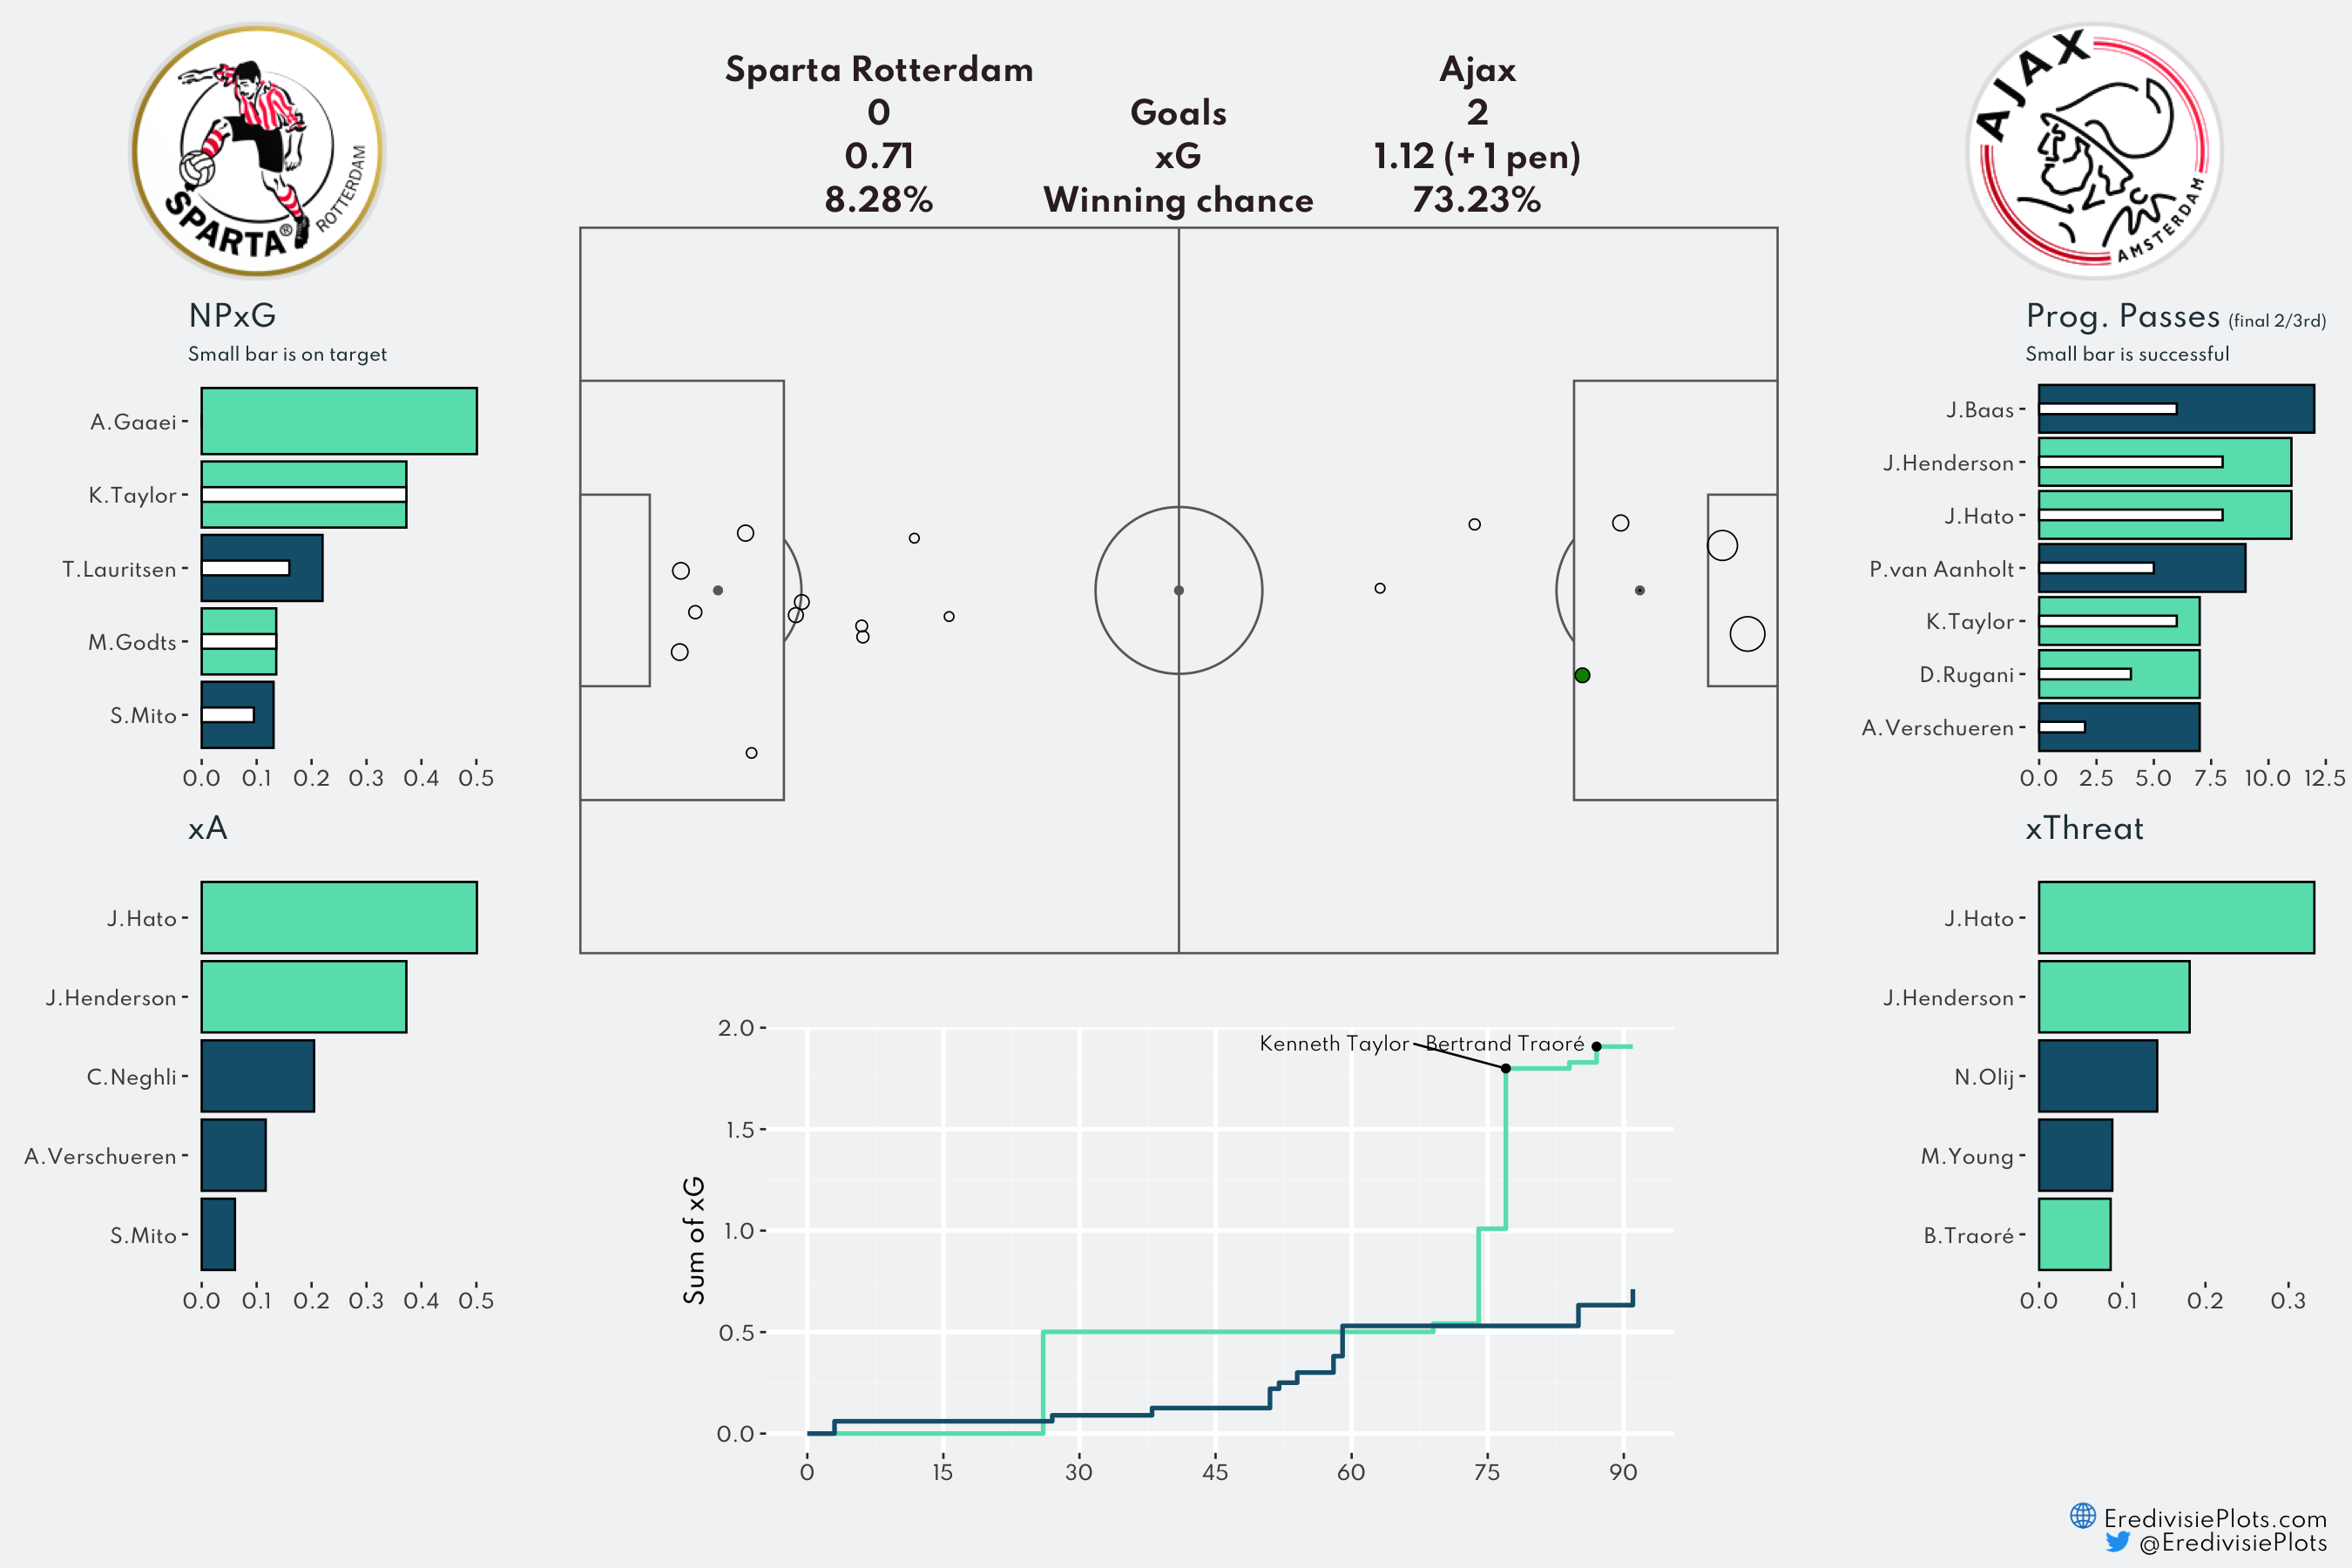 SPARTA®
ROTTERDAM
AJAX
AMSTERDAM
Sparta Rotterdam Ajax
0 Goals 2
0.71 xG 1.12 (+ 1 pen)
8.28% Winning chance 73.23%
NPxG
Small bar is on target
A.Gaaei
K.Taylor
T.Lauritsen
M.Godts
S.Mito
0.0 0.1 0.2 0.3 0.4 0.5
xA
J.Hato
J.Henderson
C.Neghli
A.Verschueren
S.Mito
0.0 0.1 0.2 0.3 0.4 0.5
Sum of xG
2.0
1.5
1.0
0.5
0.0
Kenneth Taylor Bertrand Traoré
0 15 30 45 60 75 90
Prog. Passes (final 2/3rd)
Small bar is successful
J.Baas
J.Henderson
J.Hato
P.van Aanholt
K.Taylor
D.Rugani
A.Verschueren
0.0 2.5 5.0 7.5 10.0 12.5
xThreat
J.Hato
J.Henderson
N.Olij
M.Young
B.Traoré
0.0 0.1 0.2 0.3
EredivisiePlots.com
@EredivisiePlots